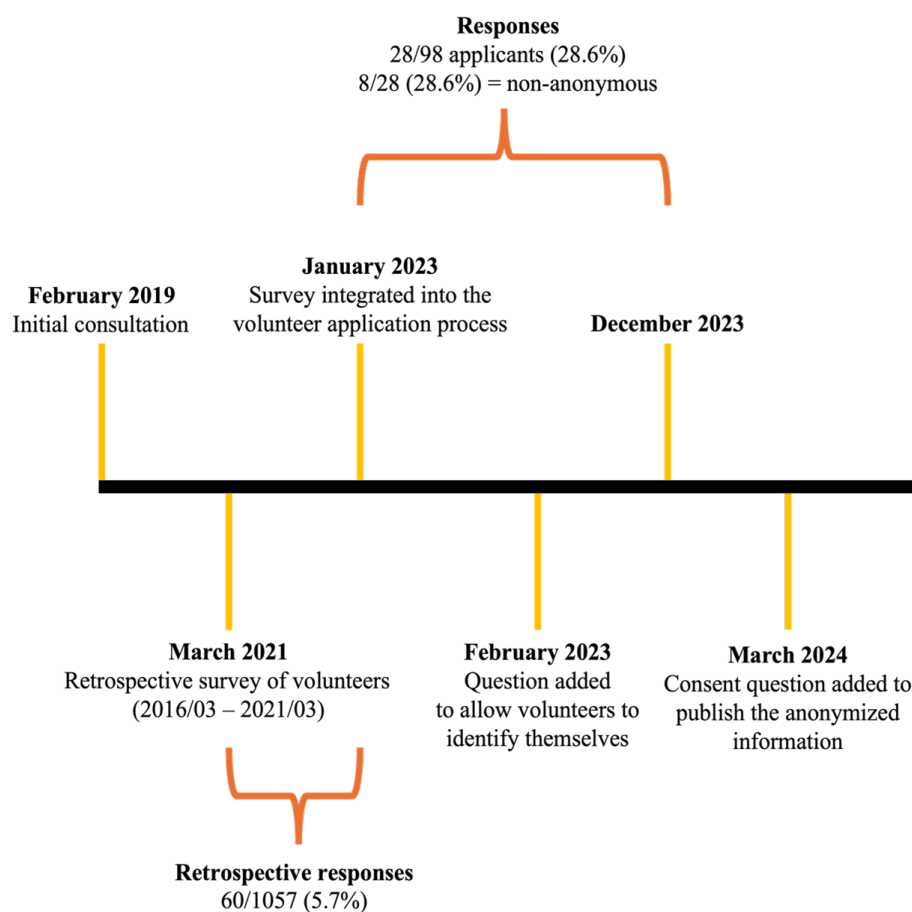 Responses
28/98 applicants (28.6%)
8/28 (28.6%) = non-anonymous
February 2019
Initial consultation
January 2023
Survey integrated into the
volunteer application process
December 2023
March 2021
Retrospective survey of volunteers
(2016/03 – 2021/03)
February 2023
Question added
to allow volunteers to
identify themselves
March 2024
Consent question added to
publish the anonymized
information
Retrospective responses
60/1057 (5.7%)